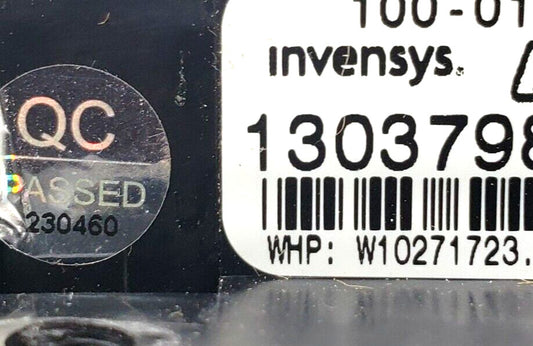 QC
PASSED
230460
100-01
invensys.
1303798
WHP: W10271723.